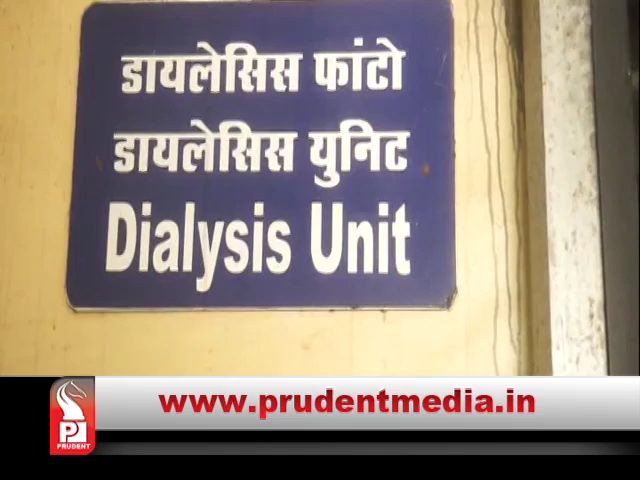 डायलेसिस फांटो
डायलेसिस युनिट
Dialysis Unit
www.prudentmedia.in
P
PRUDENT